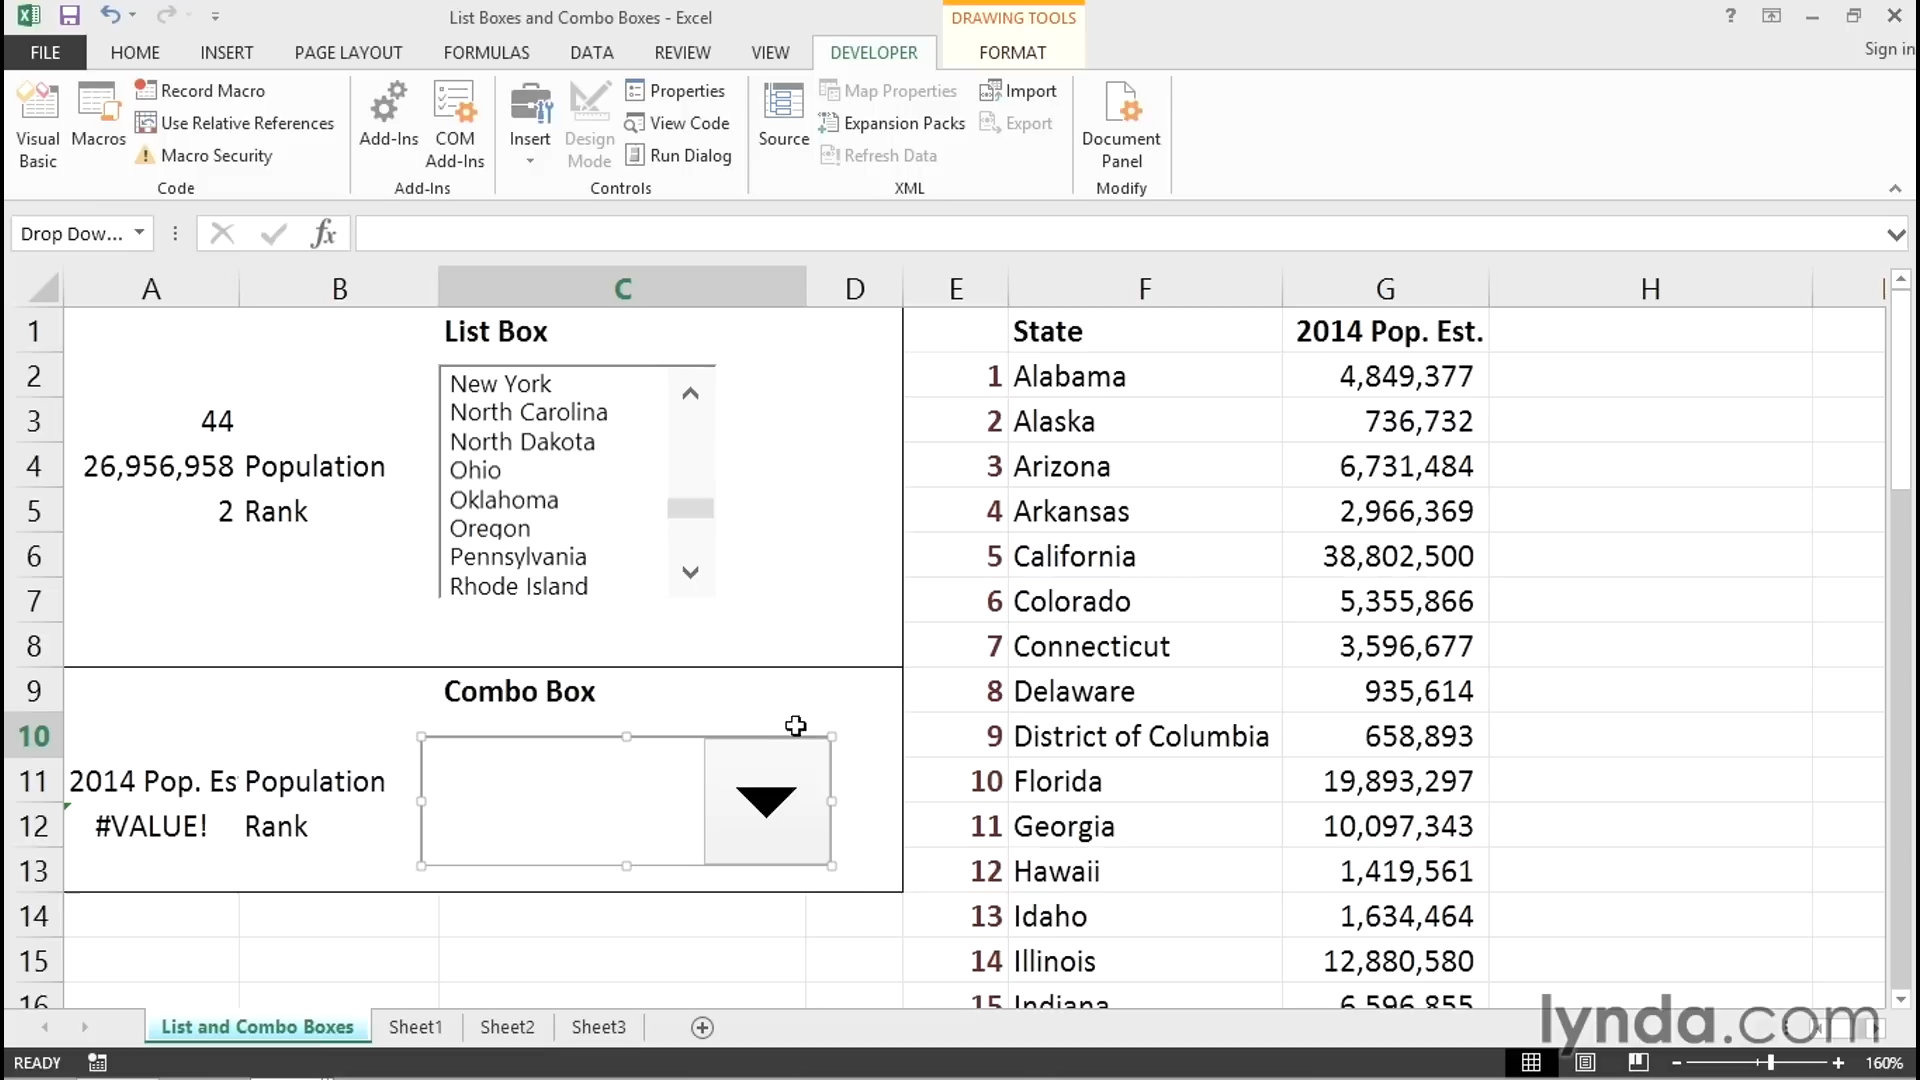 List Boxes and Combo Boxes - Excel
DRAWING TOOLS
?
FILE HOME INSERT PAGE LAYOUT FORMULAS DATA REVIEW VIEW DEVELOPER FORMAT Sign in
Visual Basic
Macros
Record Macro
Use Relative References
Macro Security
Code
Add-Ins
COM Add-Ins
Add-Ins
Insert
Design Mode
Properties
View Code
Run Dialog
Controls
Source
Map Properties
Expansion Packs
Refresh Data
Import
Export
XML
Document Panel
Modify
Drop Dow...
fx
A B C D E F G H
1 List Box State 2014 Pop. Est.
2 New York 1 Alabama 4,849,377
3 44 North Carolina 2 Alaska 736,732
North Dakota
4 26,956,958 Population Ohio 3 Arizona 6,731,484
5 2 Rank Oklahoma 4 Arkansas 2,966,369
Oregon
6 Pennsylvania 5 California 38,802,500
7 Rhode Island 6 Colorado 5,355,866
8 7 Connecticut 3,596,677
9 Combo Box 8 Delaware 935,614
10 9 District of Columbia 658,893
11 2014 Pop. Es Population 10 Florida 19,893,297
12 #VALUE! Rank 11 Georgia 10,097,343
13 12 Hawaii 1,419,561
14 13 Idaho 1,634,464
15 14 Illinois 12,880,580
16 15 Indiana 6,596,855
List and Combo Boxes Sheet1 Sheet2 Sheet3
lynda.com
READY 160%